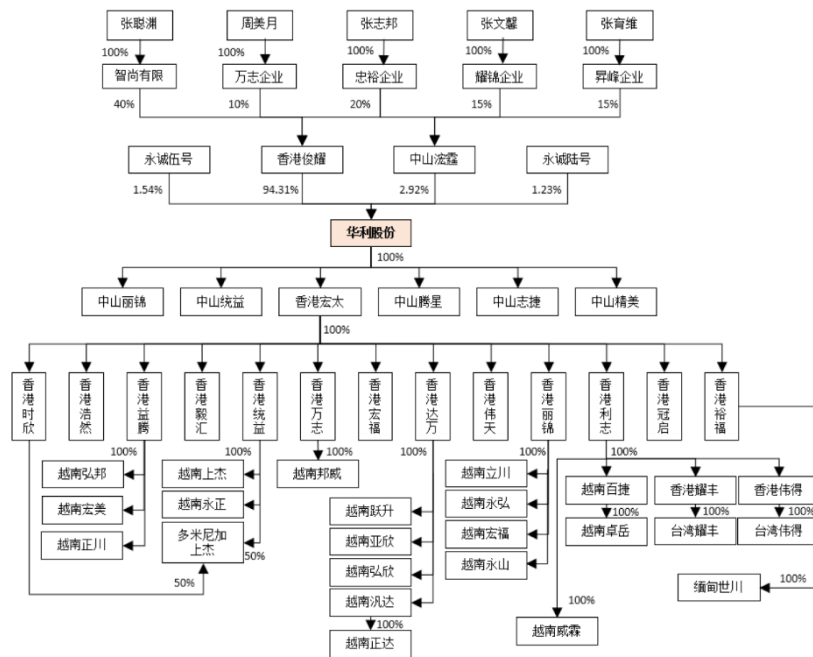 张聪渊 周美月 张志邦 张文馨 张育维
100% 100% 100% 100% 100%
智尚有限 万志企业 忠裕企业 耀锦企业 昇峰企业
40% 10% 20% 15% 15%
永诚伍号 香港俊耀 中山浤霆 永诚陆号
1.54% 94.31% 2.92% 1.23%
华利股份
100%
中山丽锦 中山统益 香港宏太 中山腾星 中山志捷 中山精美
100%
香港时欣 香港浩然 香港益腾 香港毅汇 香港统益 香港万志 香港宏福 香港达万 香港伟天 香港丽锦 香港利志 香港冠启 香港裕福
100% 100% 100% 100% 100% 100%
越南弘邦 越南上杰 越南邦威 越南立川 越南百捷 香港耀丰 香港伟得
越南宏美 越南永正 越南跃升 越南永弘 100% 100% 100%
越南正川 多米尼加上杰 越南亚欣 越南宏福 越南卓岳 台湾耀丰 台湾伟得
50% 50% 越南弘欣 越南永山
越南汎达 100% 缅甸世川 100%
100% 越南威霖
越南正达